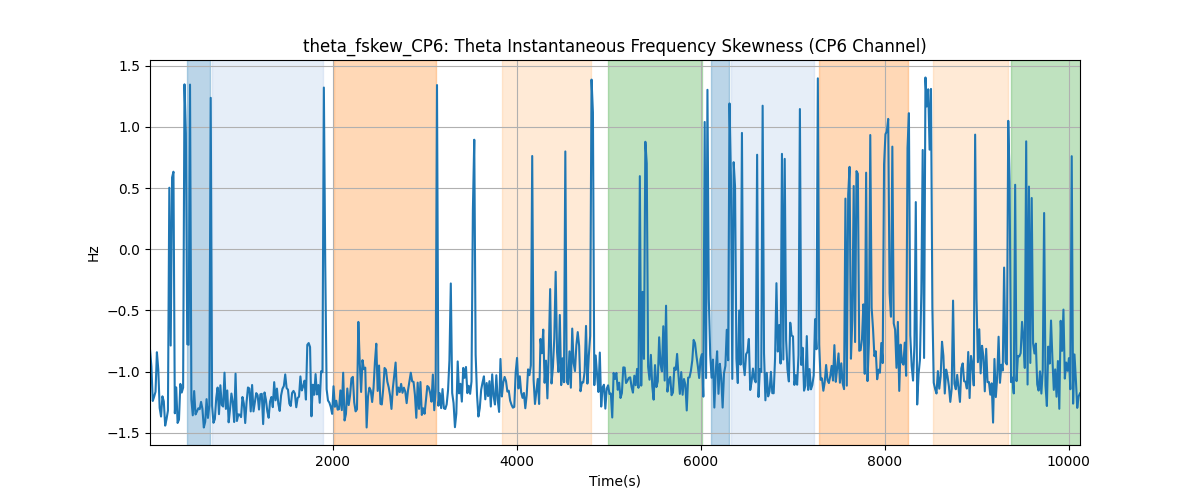 theta_fskew_CP6: Theta Instantaneous Frequency Skewness (CP6 Channel)
1.5
1.0
0.5
0.0
−0.5
−1.0
−1.5
Hz
2000 4000 6000 8000 10000
Time(s)